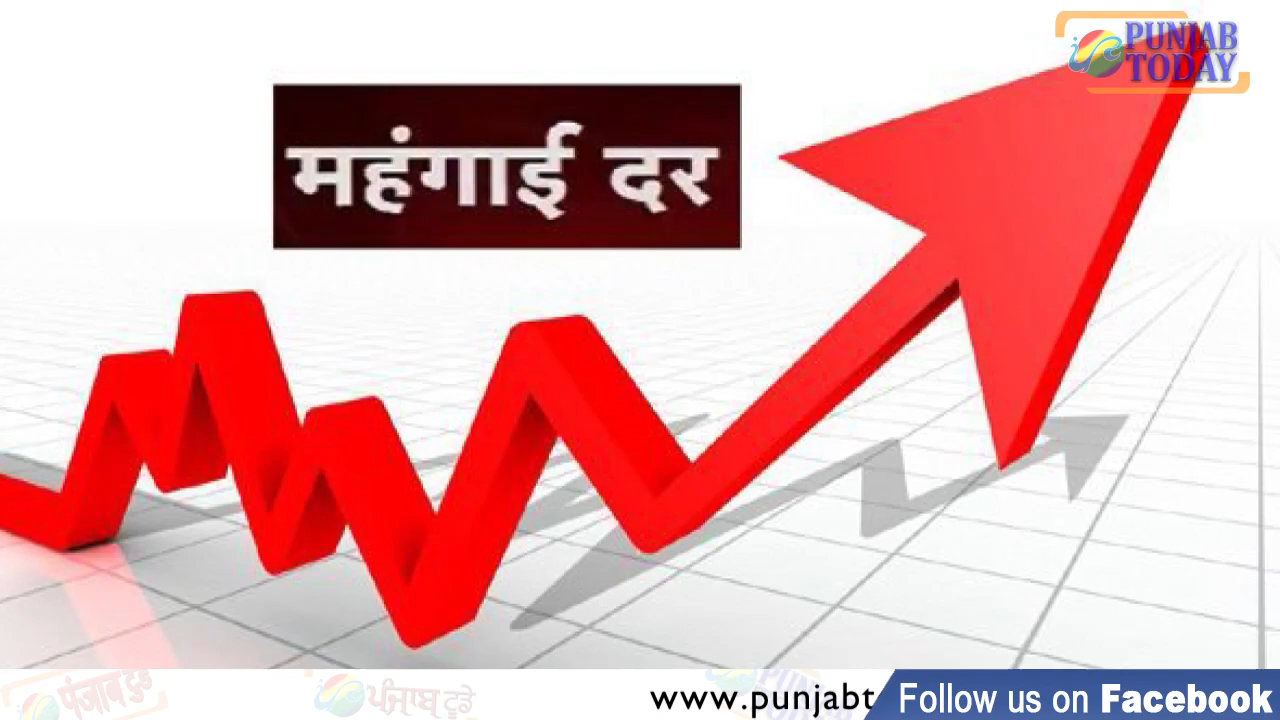 PUNJAB
TODAY
महंगाई दर
पंजाब टुडे
ਪੰਜਾਬ ਟੂਡੇ
www.punjabt
Follow us on Facebook